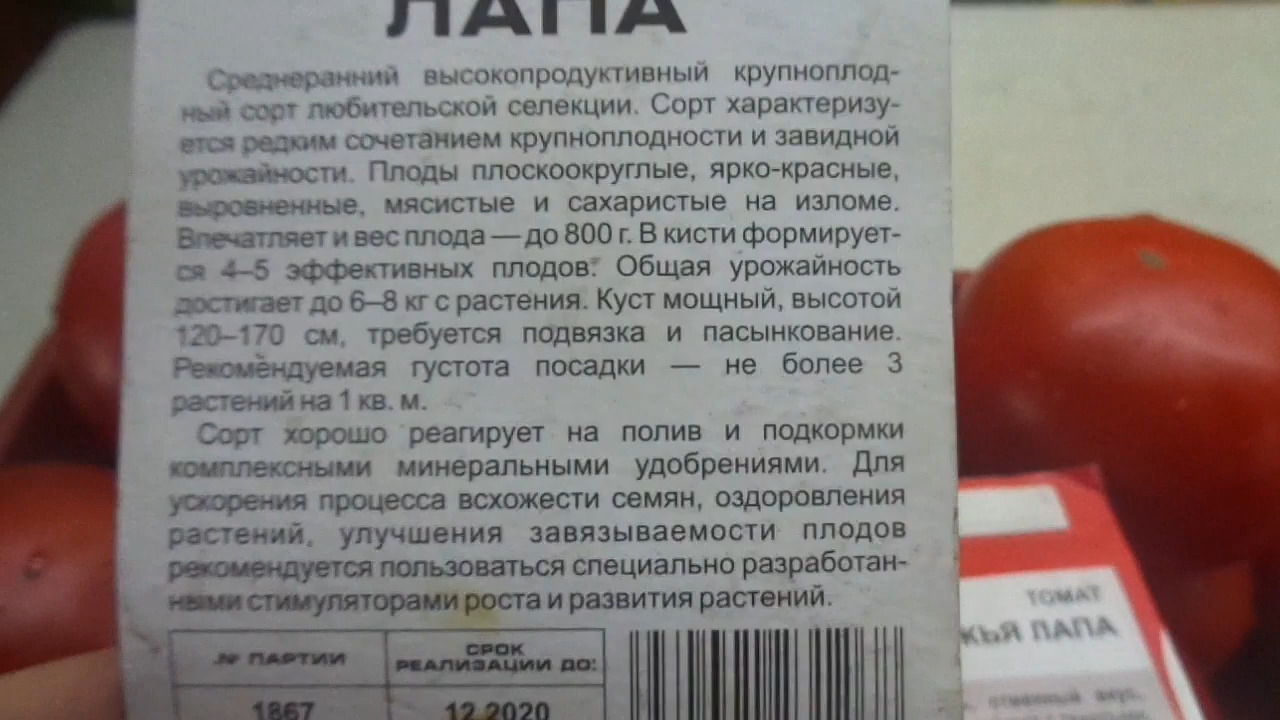 ЛАПА
Среднеранний высокопродуктивный крупноплод-
ный сорт любительской селекции. Сорт характеризу-
ется редким сочетанием крупноплодности и завидной
урожайности. Плоды плоскоокруглые, ярко-красные,
выровненные, мясистые и сахаристые на изломе.
Впечатляет и вес плода — до 800 г. В кисти формирует-
ся 4–5 эффективных плодов. Общая урожайность
достигает до 6–8 кг с растения. Куст мощный, высотой
120–170 см, требуется подвязка и пасынкование.
Рекомендуемая густота посадки — не более 3
растений на 1 кв. м.
Сорт хорошо реагирует на полив и подкормки
комплексными минеральными удобрениями. Для
ускорения процесса всхожести семян, оздоровления
растений, улучшения завязываемости плодов
рекомендуется пользоваться специально разработан-
ными стимуляторами роста и развития растений.
№ ПАРТИИ
СРОК
РЕАЛИЗАЦИИ ДО:
1867
12.2020
ТОМАТ
ЖЬЯ ЛАПА
отменный вкус,